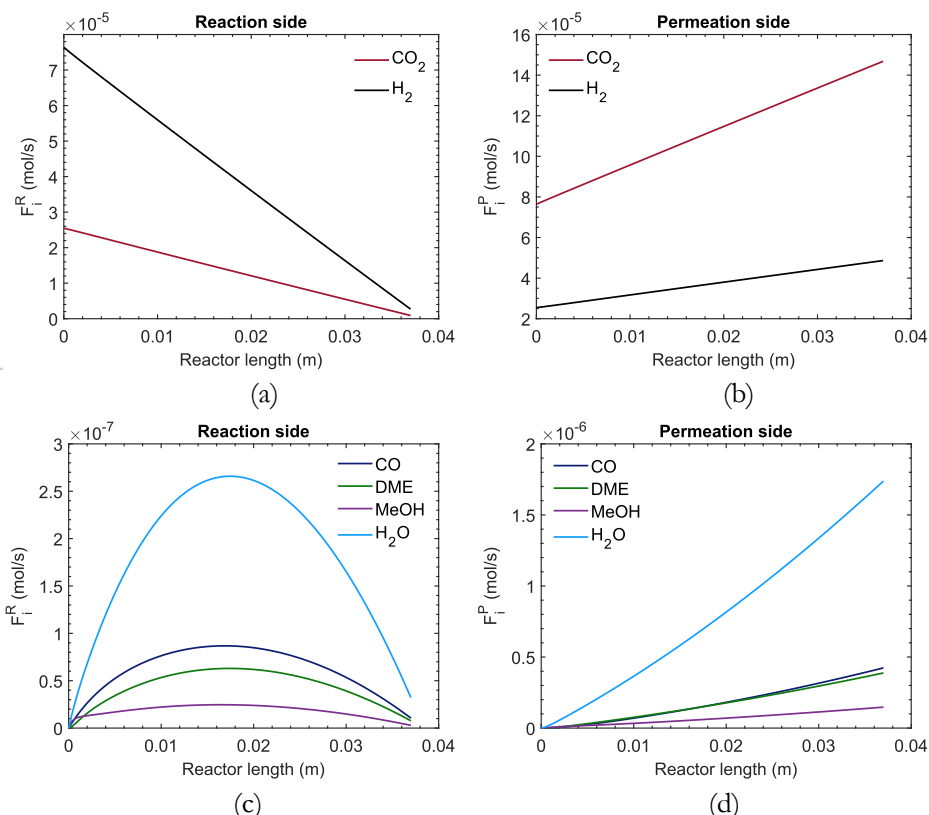 ×10⁻⁵
Reaction side
CO₂
H₂
7
6
5
4
3
2
1
0
0
0.01
0.02
0.03
0.04
F_i^R (mol/s)
Reactor length (m)
(a)
×10⁻⁵
Permeation side
CO₂
H₂
16
14
12
10
8
6
4
2
0
0.01
0.02
0.03
0.04
F_i^P (mol/s)
Reactor length (m)
(b)
×10⁻⁷
Reaction side
CO
DME
MeOH
H₂O
3
2.5
2
1.5
1
0.5
0
0
0.01
0.02
0.03
0.04
F_i^R (mol/s)
Reactor length (m)
(c)
×10⁻⁶
Permeation side
CO
DME
MeOH
H₂O
2
1.5
1
0.5
0
0
0.01
0.02
0.03
0.04
F_i^P (mol/s)
Reactor length (m)
(d)